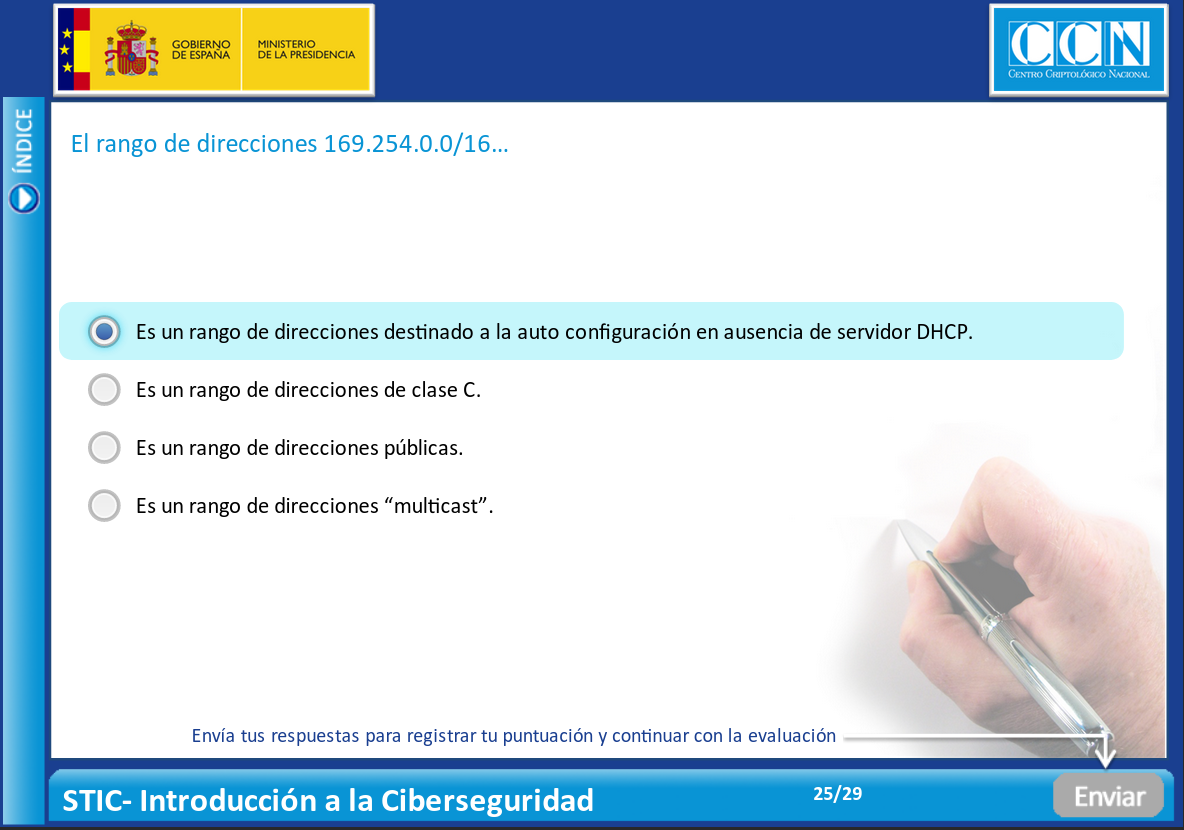 GOBIERNO
DE ESPAÑA
MINISTERIO
DE LA PRESIDENCIA
CCN
CENTRO CRIPTOLÓGICO NACIONAL
ÍNDICE
El rango de direcciones 169.254.0.0/16...
Es un rango de direcciones destinado a la auto configuración en ausencia de servidor DHCP.
Es un rango de direcciones de clase C.
Es un rango de direcciones públicas.
Es un rango de direcciones “multicast”.
Envía tus respuestas para registrar tu puntuación y continuar con la evaluación
STIC- Introducción a la Ciberseguridad
25/29
Enviar